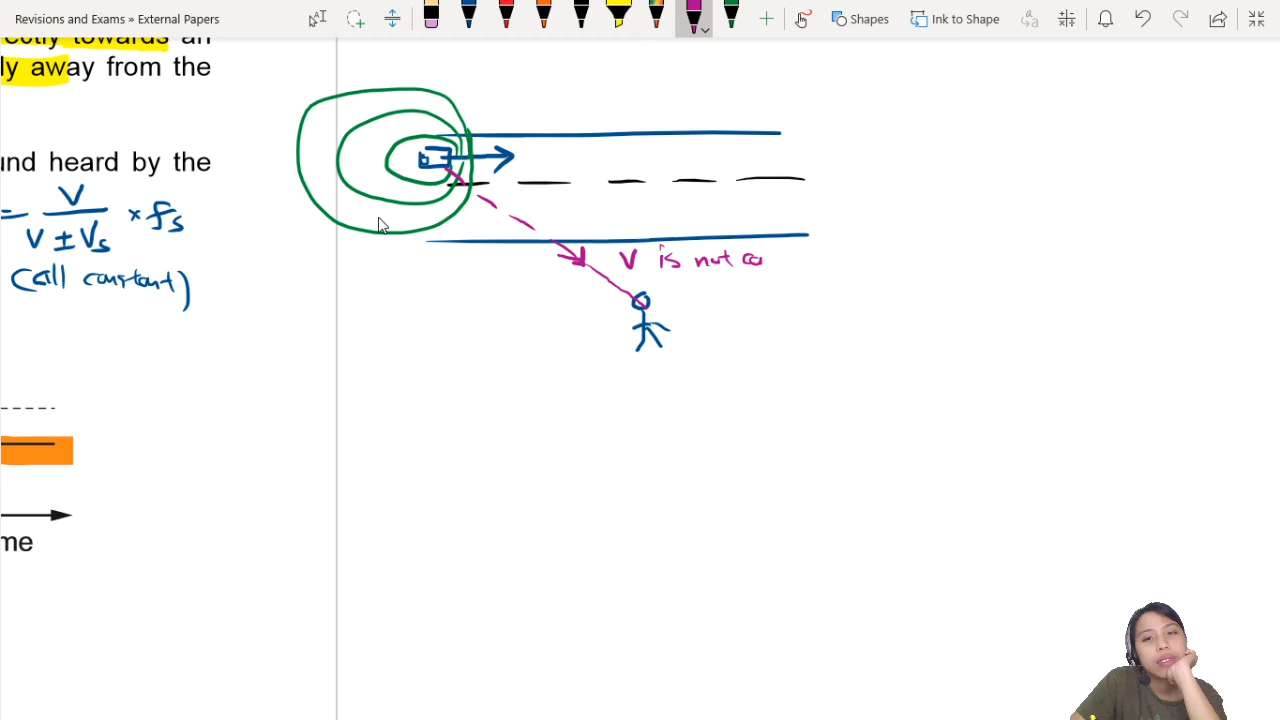 Revisions and Exams » External Papers
Shapes
Ink to Shape
ectly towards an
ly away from the
und heard by the
= V / V ± Vs × fs
(all constant)
V is not co
me